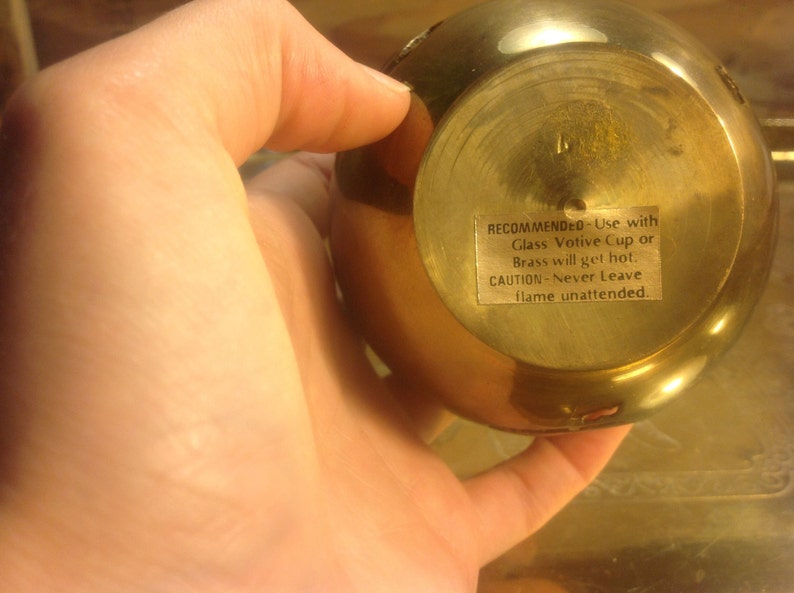 RECOMMENDED - Use with
Glass Votive Cup or
Brass will get hot.
CAUTION - Never Leave
flame unattended.